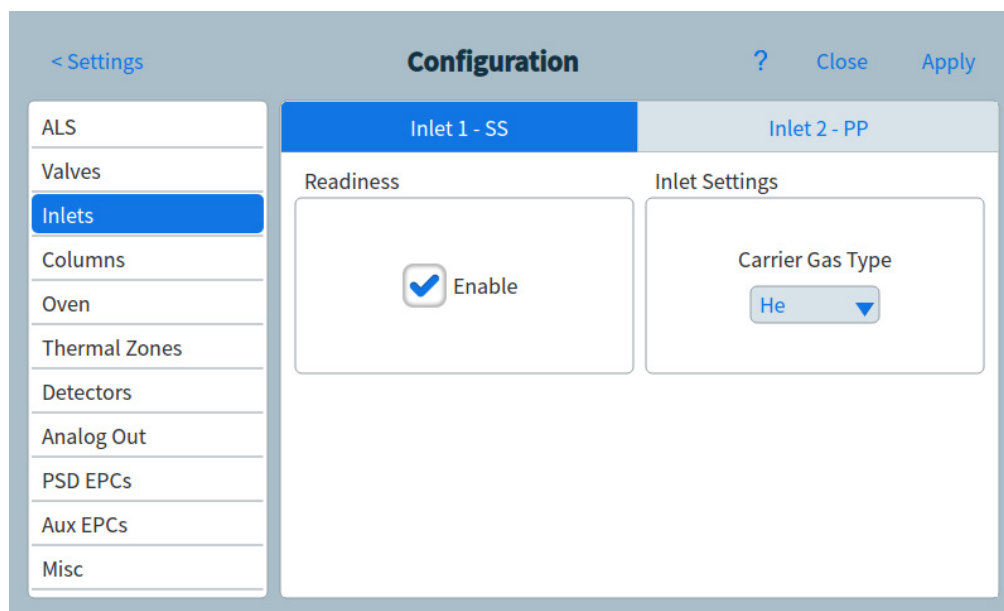 < Settings
Configuration
?
Close
Apply
ALS
Valves
Inlets
Columns
Oven
Thermal Zones
Detectors
Analog Out
PSD EPCs
Aux EPCs
Misc
Inlet 1 - SS
Inlet 2 - PP
Readiness
Enable
Inlet Settings
Carrier Gas Type
He